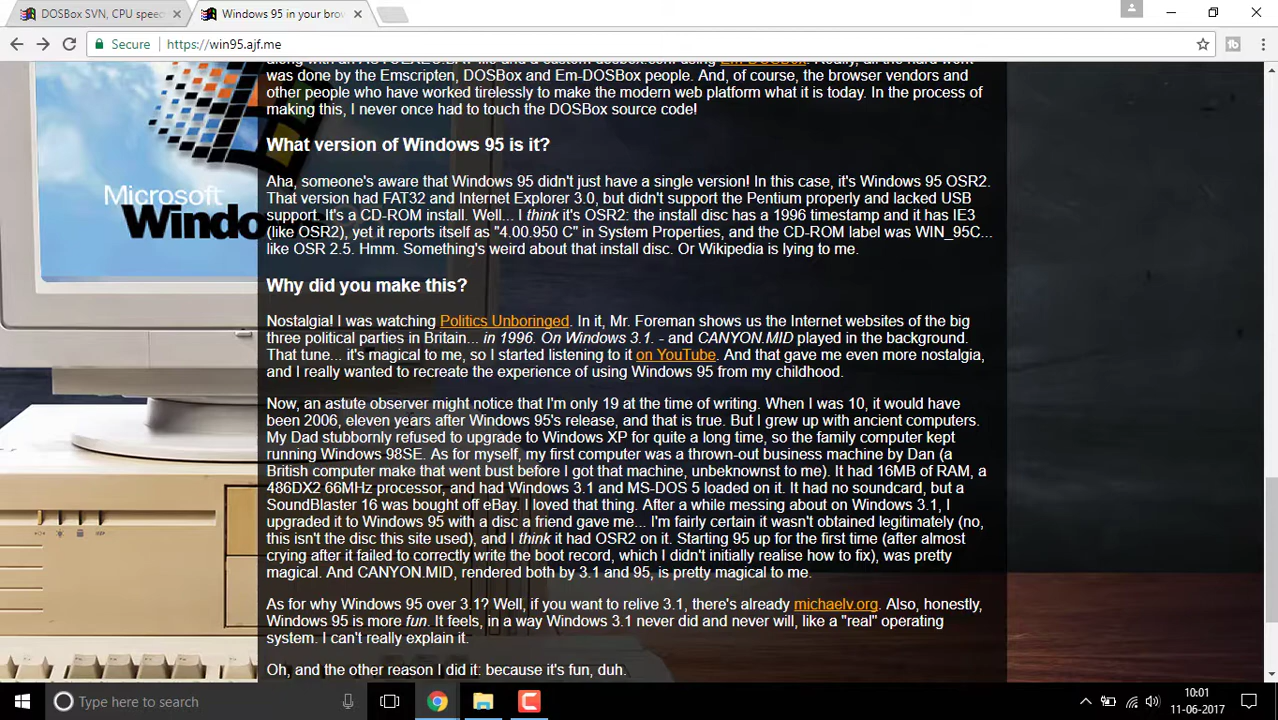 DOSBox SVN, CPU spee
Windows 95 in your brow
Secure
https://win95.ajf.me
was done by the Emscripten, DOSBox and Em-DOSBox people. And, of course, the browser vendors and
other people who have worked tirelessly to make the modern web platform what it is today. In the process of
making this, I never once had to touch the DOSBox source code!
Microsoft
Windo
What version of Windows 95 is it?
Aha, someone's aware that Windows 95 didn't just have a single version! In this case, it's Windows 95 OSR2.
That version had FAT32 and Internet Explorer 3.0, but didn't support the Pentium properly and lacked USB
support. It's a CD-ROM install. Well... I think it's OSR2: the install disc has a 1996 timestamp and it has IE3
(like OSR2), yet it reports itself as "4.00.950 C" in System Properties, and the CD-ROM label was WIN_95C...
like OSR 2.5. Hmm. Something's weird about that install disc. Or Wikipedia is lying to me.
Why did you make this?
Nostalgia! I was watching Politics Unboringed. In it, Mr. Foreman shows us the Internet websites of the big
three political parties in Britain... in 1996. On Windows 3.1. - and CANYON.MID played in the background.
That tune... it's magical to me, so I started listening to it on YouTube. And that gave me even more nostalgia,
and I really wanted to recreate the experience of using Windows 95 from my childhood.
Now, an astute observer might notice that I'm only 19 at the time of writing. When I was 10, it would have
been 2006, eleven years after Windows 95's release, and that is true. But I grew up with ancient computers.
My Dad stubbornly refused to upgrade to Windows XP for quite a long time, so the family computer kept
running Windows 98SE. As for myself, my first computer was a thrown-out business machine by Dan (a
British computer make that went bust before I got that machine, unbeknownst to me). It had 16MB of RAM, a
486DX2 66MHz processor, and had Windows 3.1 and MS-DOS 5 loaded on it. It had no soundcard, but a
SoundBlaster 16 was bought off eBay. I loved that thing. After a while messing about on Windows 3.1, I
upgraded it to Windows 95 with a disc a friend gave me... I'm fairly certain it wasn't obtained legitimately (no,
this isn't the disc this site used), and I think it had OSR2 on it. Starting 95 up for the first time (after almost
crying after it failed to correctly write the boot record, which I didn't initially realise how to fix), was pretty
magical. And CANYON.MID, rendered both by 3.1 and 95, is pretty magical to me.
As for why Windows 95 over 3.1? Well, if you want to relive 3.1, there's already michaelv.org. Also, honestly,
Windows 95 is more fun. It feels, in a way Windows 3.1 never did and never will, like a "real" operating
system. I can't really explain it.
Oh, and the other reason I did it: because it's fun, duh.
Type here to search
10:01
11-06-2017